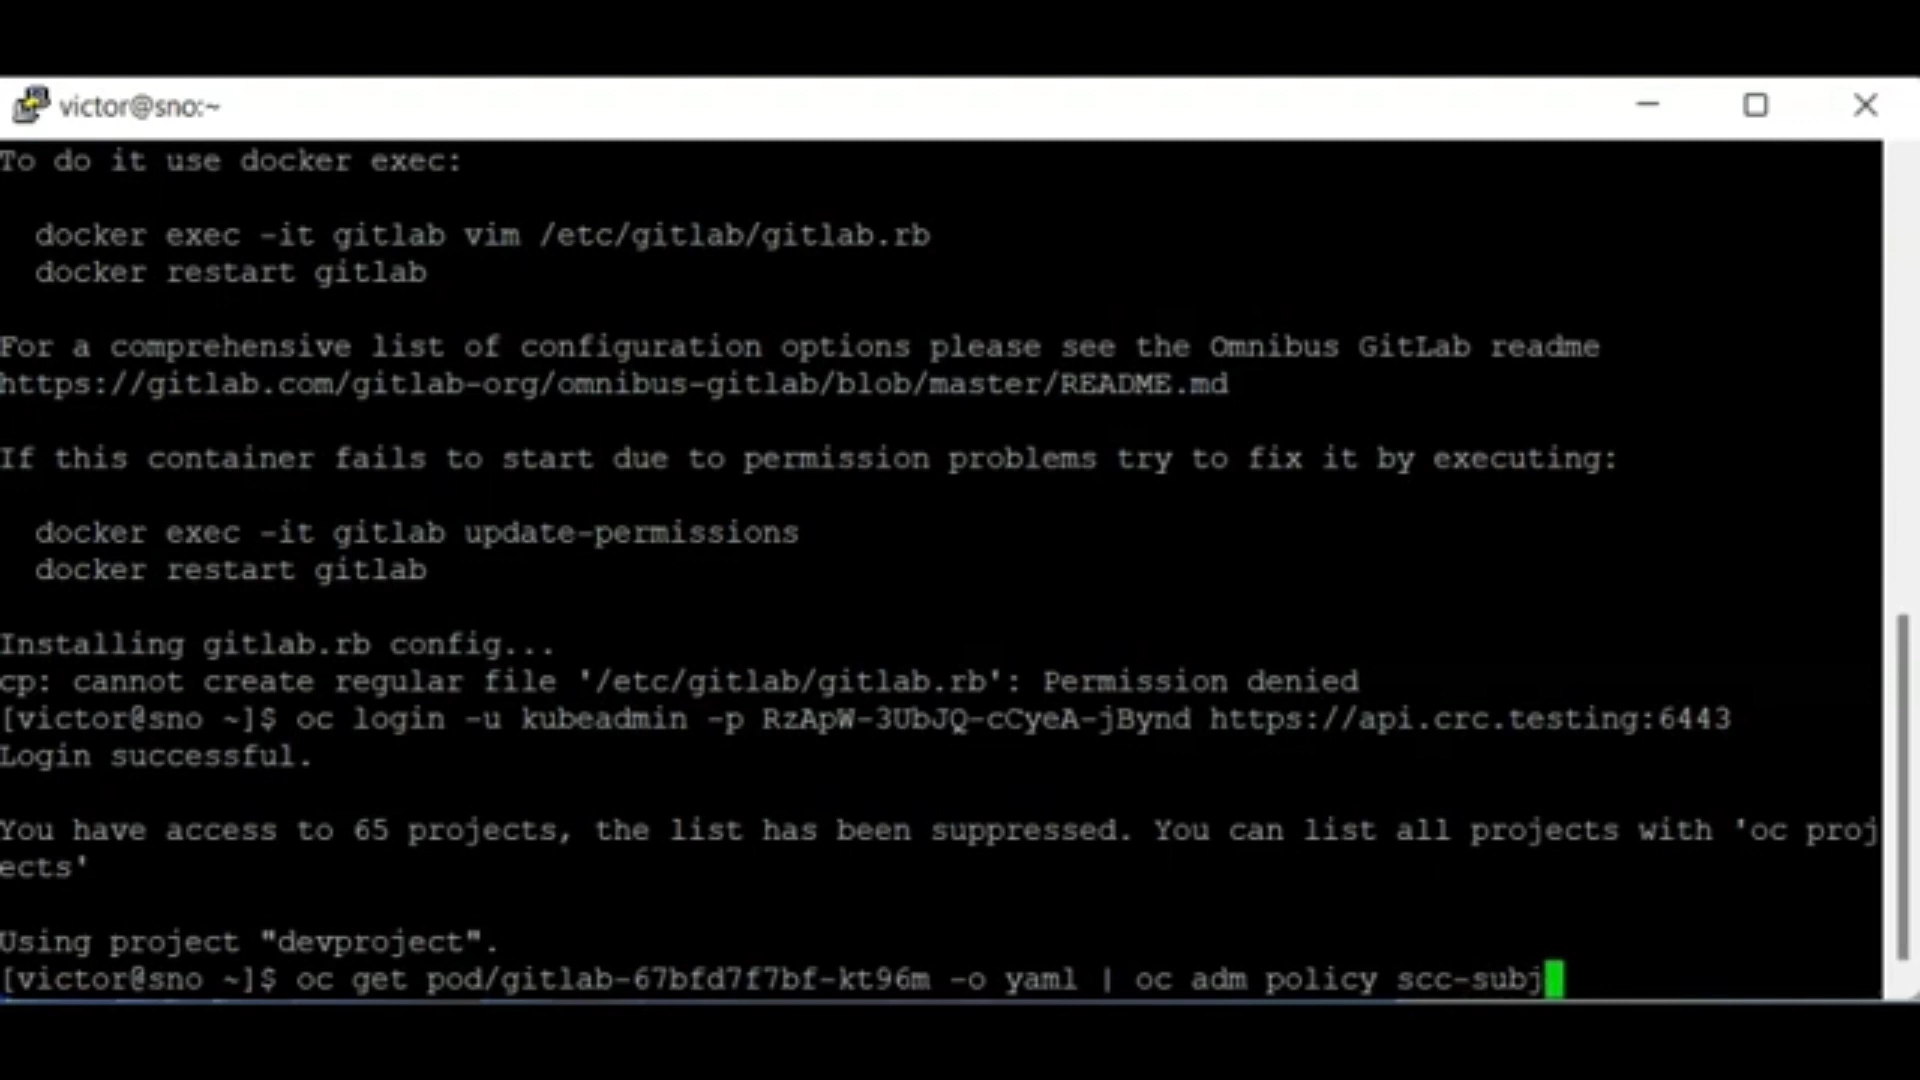 victor@sno:~
To do it use docker exec:
docker exec -it gitlab vim /etc/gitlab/gitlab.rb
docker restart gitlab
For a comprehensive list of configuration options please see the Omnibus GitLab readme
https://gitlab.com/gitlab-org/omnibus-gitlab/blob/master/README.md
If this container fails to start due to permission problems try to fix it by executing:
docker exec -it gitlab update-permissions
docker restart gitlab
Installing gitlab.rb config...
cp: cannot create regular file '/etc/gitlab/gitlab.rb': Permission denied
[victor@sno ~]$ oc login -u kubeadmin -p RzApW-3UbJQ-cCyeA-jBynd https://api.crc.testing:6443
Login successful.
You have access to 65 projects, the list has been suppressed. You can list all projects with 'oc proj
ects'
Using project "devproject".
[victor@sno ~]$ oc get pod/gitlab-67bfd7f7bf-kt96m -o yaml | oc adm policy scc-subj